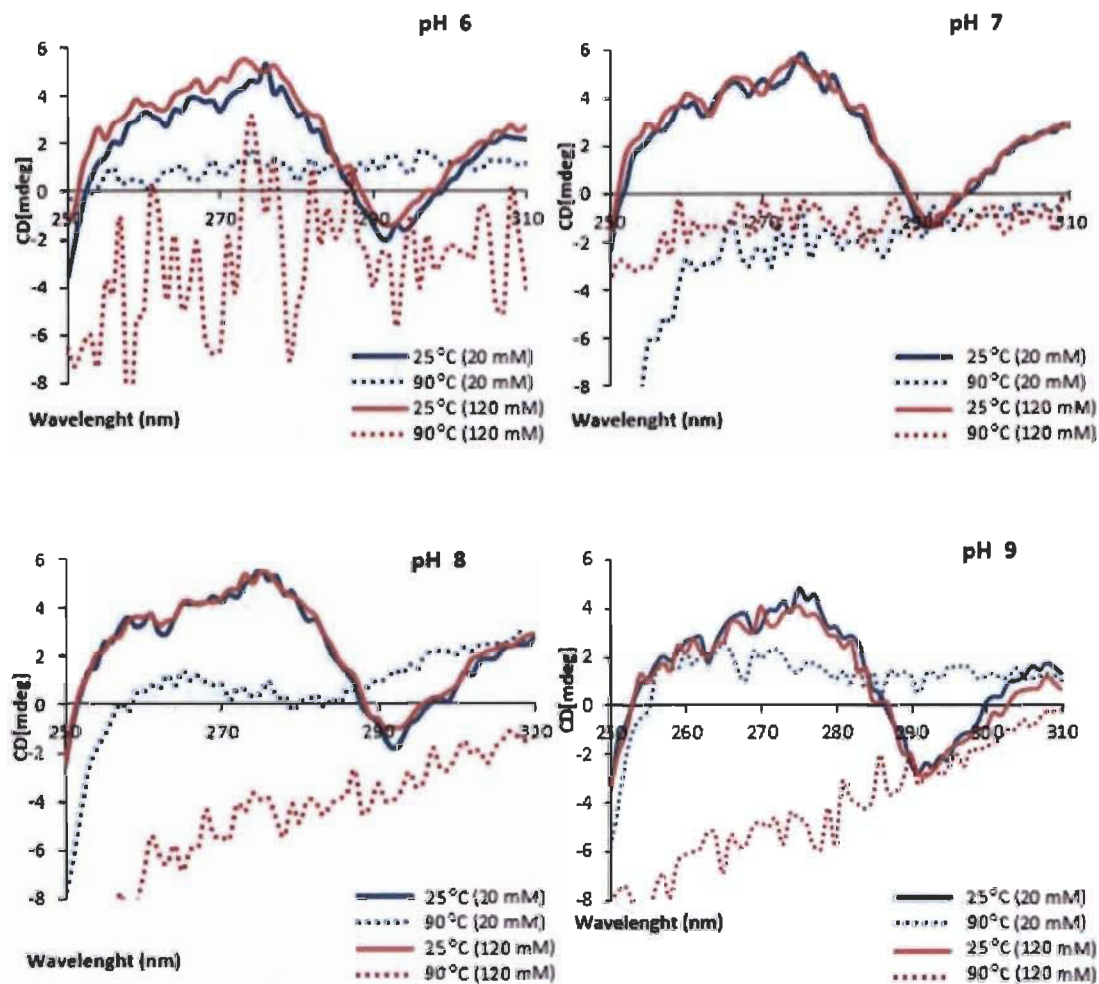 pH 6
6
4
2
0
-2
-4
-6
-8
CD[mdeg]
250 270 290 310
25°C (20 mM)
90°C (20 mM)
25°C (120 mM)
90°C (120 mM)
Wavelenght (nm)
pH 7
6
4
2
0
-2
-4
-6
-8
CD[mdeg]
250 270 290 310
25°C (20 mM)
90°C (20 mM)
25°C (120 mM)
90°C (120 mM)
Wavelenght (nm)
pH 8
6
4
2
0
-2
-4
-6
-8
CD[mdeg]
250 270 290 310
25°C (20 mM)
90°C (20 mM)
25°C (120 mM)
90°C (120 mM)
Wavelenght (nm)
pH 9
6
4
2
0
-2
-4
-6
-8
CD[mdeg]
250 260 270 280 290 300 310
25°C (20 mM)
90°C (20 mM)
25°C (120 mM)
90°C (120 mM)
Wavelenght (nm)